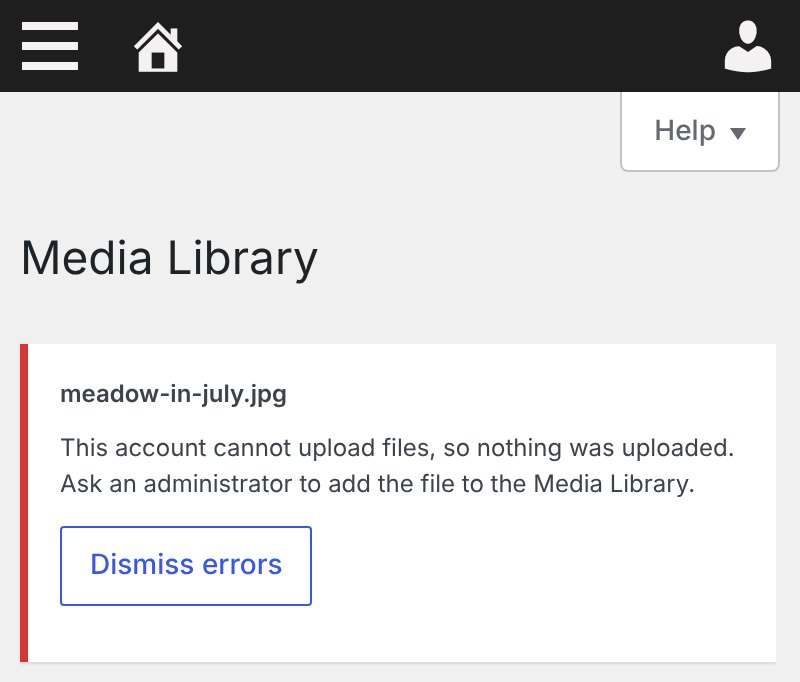 Help
Media Library
meadow-in-july.jpg
This account cannot upload files, so nothing was uploaded.
Ask an administrator to add the file to the Media Library.
Dismiss errors